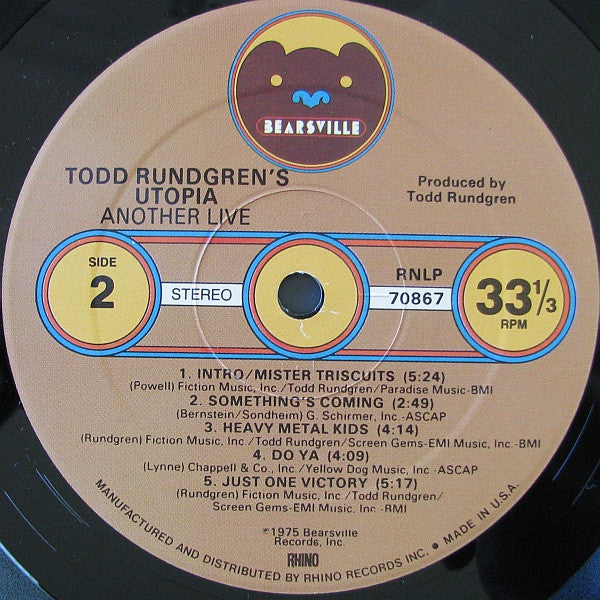 BEARSVILLE
TODD RUNDGREN'S
UTOPIA
ANOTHER LIVE
Produced by
Todd Rundgren
SIDE
2
STEREO
RNLP
70867
33 1/3
RPM
1. INTRO/MISTER TRISCUITS (5:24)
(Powell) Fiction Music, Inc./Todd Rundgren/Paradise Music-BMI
2. SOMETHING'S COMING (2:49)
(Bernstein/Sondheim) G. Schirmer, Inc.-ASCAP
3. HEAVY METAL KIDS (4:14)
(Rundgren) Fiction Music, Inc./Todd Rundgren/Screen Gems-EMI Music, Inc.-BMI
4. DO YA (4:09)
(Lynne) Chappell & Co., Inc./Yellow Dog Music, Inc.-ASCAP
5. JUST ONE VICTORY (5:17)
(Rundgren) Fiction Music, Inc./Todd Rundgren/
Screen Gems-EMI Music, Inc.-BMI
℗1975 Bearsville
Records, Inc.
RHINO
MANUFACTURED AND DISTRIBUTED BY RHINO RECORDS INC. • MADE IN U.S.A.